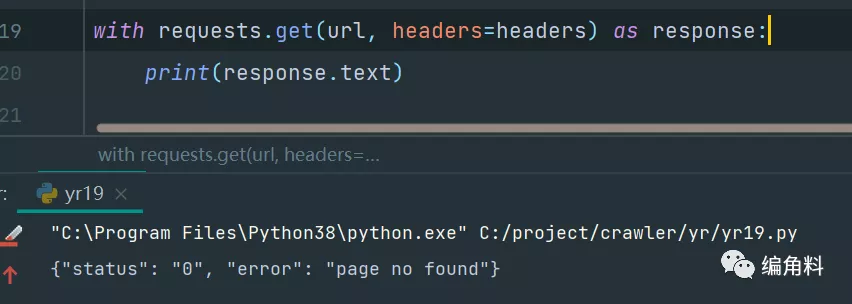 19 with requests.get(url, headers=headers) as response:
20 print(response.text)
21
with requests.get(url, headers=...
r: yr19 ×
"C:\Program Files\Python38\python.exe" C:/project/crawler/yr/yr19.py
{"status": "0", "error": "page no found"}
编角料